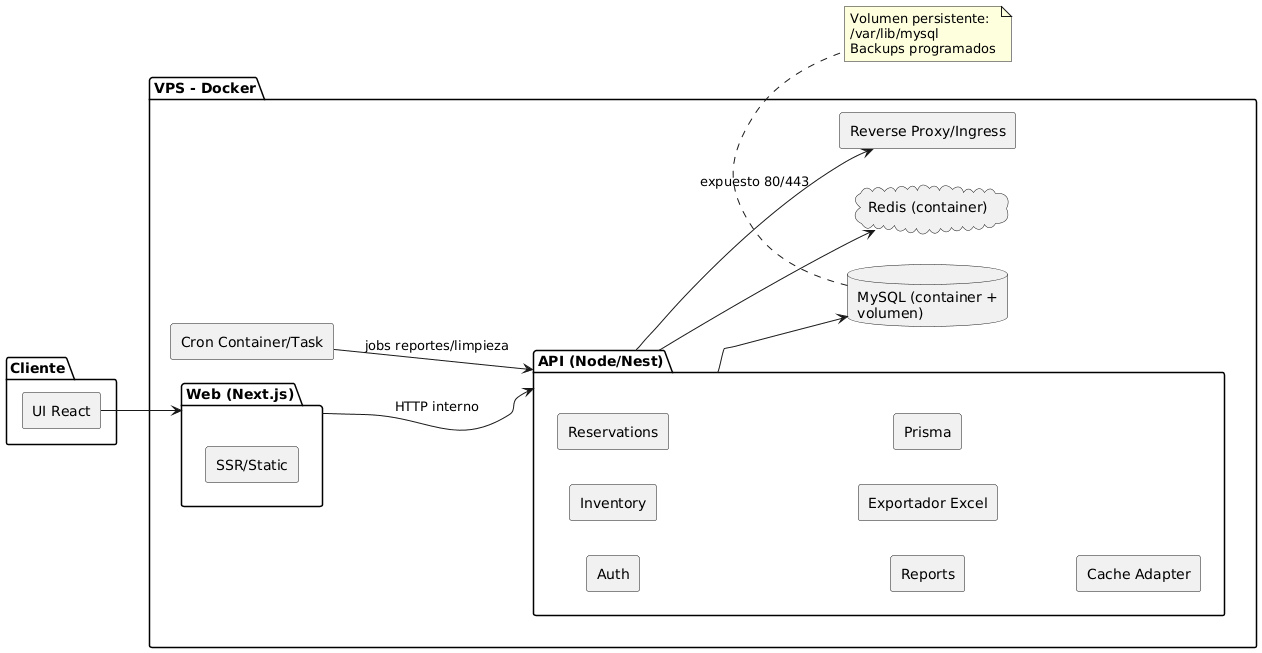 Volumen persistente:
/var/lib/mysql
Backups programados
VPS - Docker
Reverse Proxy/Ingress
expuesto 80/443
Redis (container)
MySQL (container +
volumen)
Cron Container/Task
jobs reportes/limpieza
API (Node/Nest)
Cliente
UI React
Web (Next.js)
HTTP interno
SSR/Static
Reservations
Prisma
Inventory
Exportador Excel
Auth
Reports
Cache Adapter